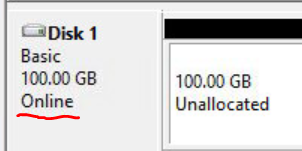 Disk 1
Basic
100.00 GB
Online
100.00 GB
Unallocated